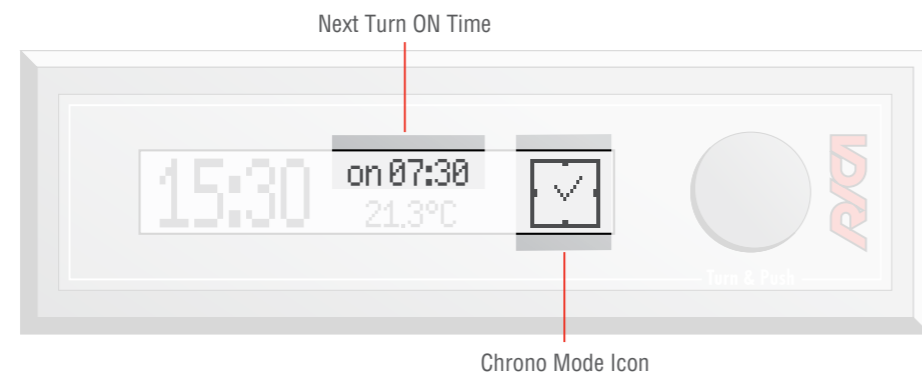 Next Turn ON Time
15:30
on 07:30
21.3°C
Turn & Push
Chrono Mode Icon